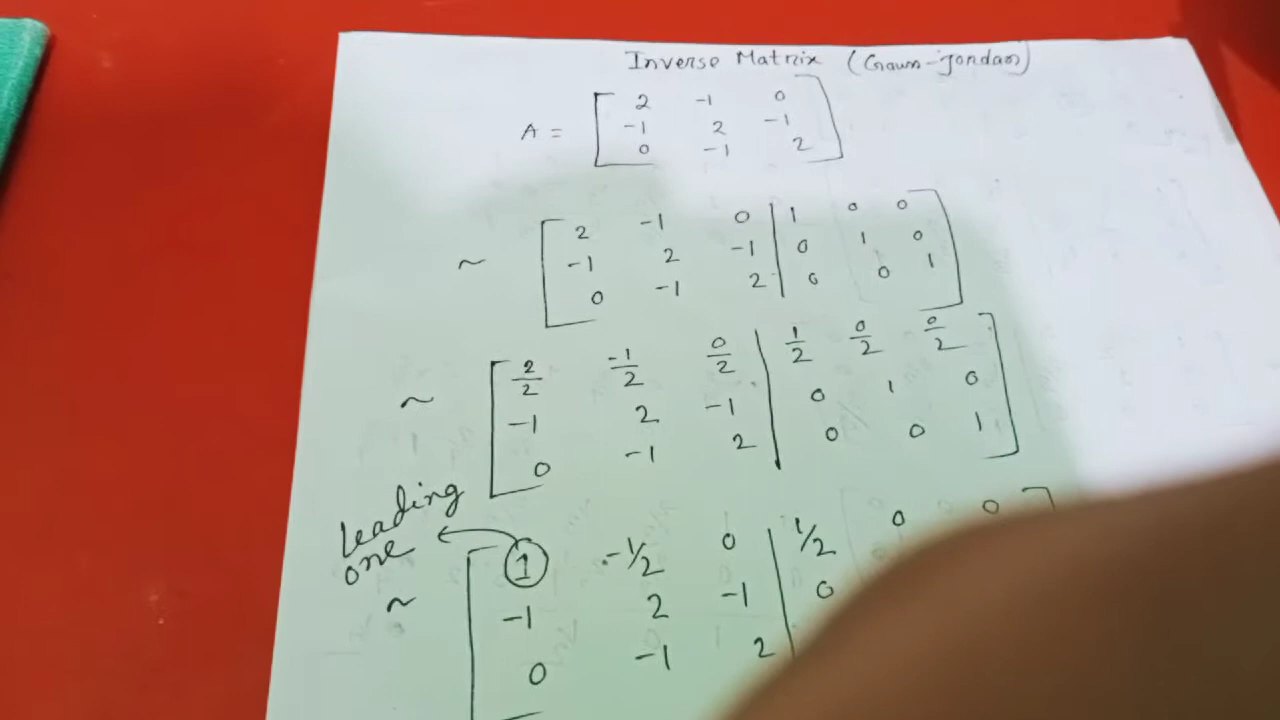 Inverse Matrix (Gauss-jordan)
A = [ 2 -1 0
-1 2 -1
0 -1 2 ]
~ [ 2 -1 0 | 1 0 0
-1 2 -1 | 0 1 0
0 -1 2 | 0 0 1 ]
~ [ 2/2 -1/2 0/2 | 1/2 0/2 0/2
-1 2 -1 | 0 1 0
0 -1 2 | 0 0 1 ]
leading
one
~ [ 1 -1/2 0 | 1/2 0 0 ]
-1 2 -1 | 0
0 -1 2 |